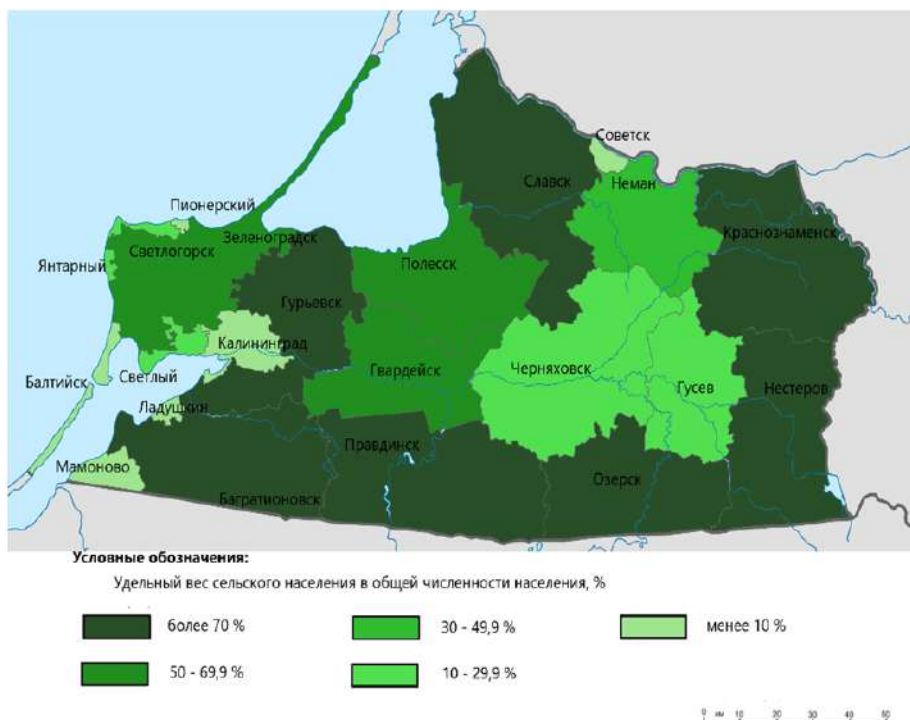 Советск
Славск
Неман
Пионерский
Краснознаменск
Зеленоградск
Светлогорск
Янтарный
Полесск
Гурьевск
Калининград
Черняховск
Гвардейск
Светлый
Балтийск
Гусев
Нестеров
Ладушкин
Правдинск
Мамоново
Озерск
Багратионовск
Условные обозначения:
Удельный вес сельского населения в общей численности населения, %
более 70 %
30 - 49,9 %
менее 10 %
50 - 69,9 %
10 - 29,9 %
0 км 10 20 30 40 50